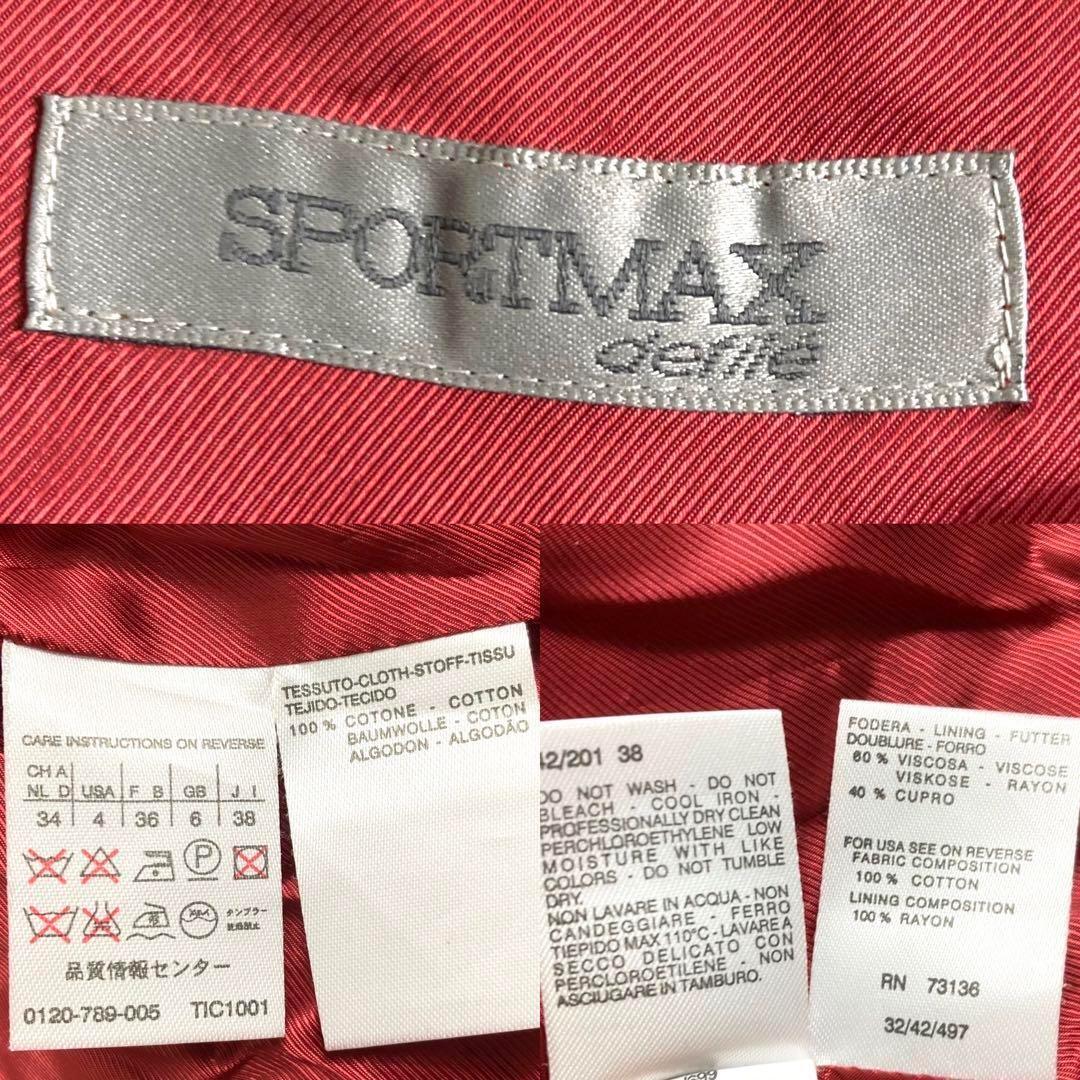 SPORTMAX
defilé
CARE INSTRUCTIONS ON REVERSE
CH A
NL D USA F B GB J I
34 4 36 6 38
P
タンブラー
乾燥禁止
品質情報センター
0120-789-005 TIC1001
TESSUTO-CLOTH-STOFF-TISSU
TEJIDO-TECIDO
100 % COTONE - COTTON
BAUMWOLLE - COTON
ALGODON - ALGODÃO
42/201 38
DO NOT WASH - DO NOT
BLEACH - COOL IRON -
PROFESSIONALLY DRY CLEAN
PERCHLOROETHYLENE LOW
MOISTURE WITH LIKE
COLORS - DO NOT TUMBLE
DRY.
NON LAVARE IN ACQUA - NON
CANDEGGIARE - FERRO
TIEPIDO MAX 110°C - LAVARE A
SECCO DELICATO CON
PERCLOROETILENE - NON
ASCIUGARE IN TAMBURO.
FODERA - LINING - FUTTER
DOUBLURE - FORRO
60 % VISCOSA - VISCOSE
VISKOSE - RAYON
40 % CUPRO
FOR USA SEE ON REVERSE
FABRIC COMPOSITION
100 % COTTON
LINING COMPOSITION
100 % RAYON
RN 73136
32/42/497